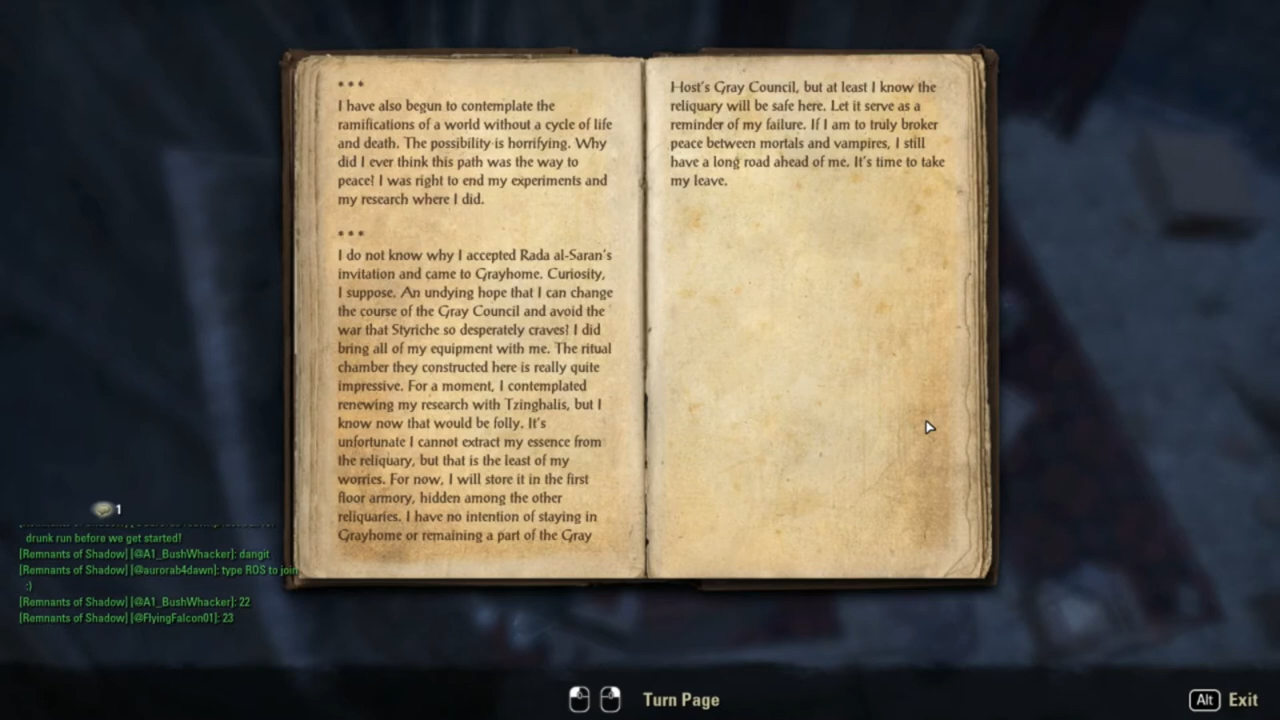 * * *
I have also begun to contemplate the
ramifications of a world without a cycle of life
and death. The possibility is horrifying. Why
did I ever think this path was the way to
peace? I was right to end my experiments and
my research where I did.
* * *
I do not know why I accepted Rada al-Saran's
invitation and came to Grayhome. Curiosity,
I suppose. An undying hope that I can change
the course of the Gray Council and avoid the
war that Styriche so desperately craves? I did
bring all of my equipment with me. The ritual
chamber they constructed here is really quite
impressive. For a moment, I contemplated
renewing my research with Tzinghalis, but I
know now that would be folly. It's
unfortunate I cannot extract my essence from
the reliquary, but that is the least of my
worries. For now, I will store it in the first
floor armory, hidden among the other
reliquaries. I have no intention of staying in
Grayhome or remaining a part of the Gray
Host's Gray Council, but at least I know the
reliquary will be safe here. Let it serve as a
reminder of my failure. If I am to truly broker
peace between mortals and vampires, I still
have a long road ahead of me. It's time to take
my leave.
1
drunk run before we get started!
[Remnants of Shadow] [@A1_BushWhacker]: dangit
[Remnants of Shadow] [@aurorab4dawn]: type ROS to join
:)
[Remnants of Shadow] [@A1_BushWhacker]: 22
[Remnants of Shadow] [@FlyingFalcon01]: 23
Turn Page
Alt Exit